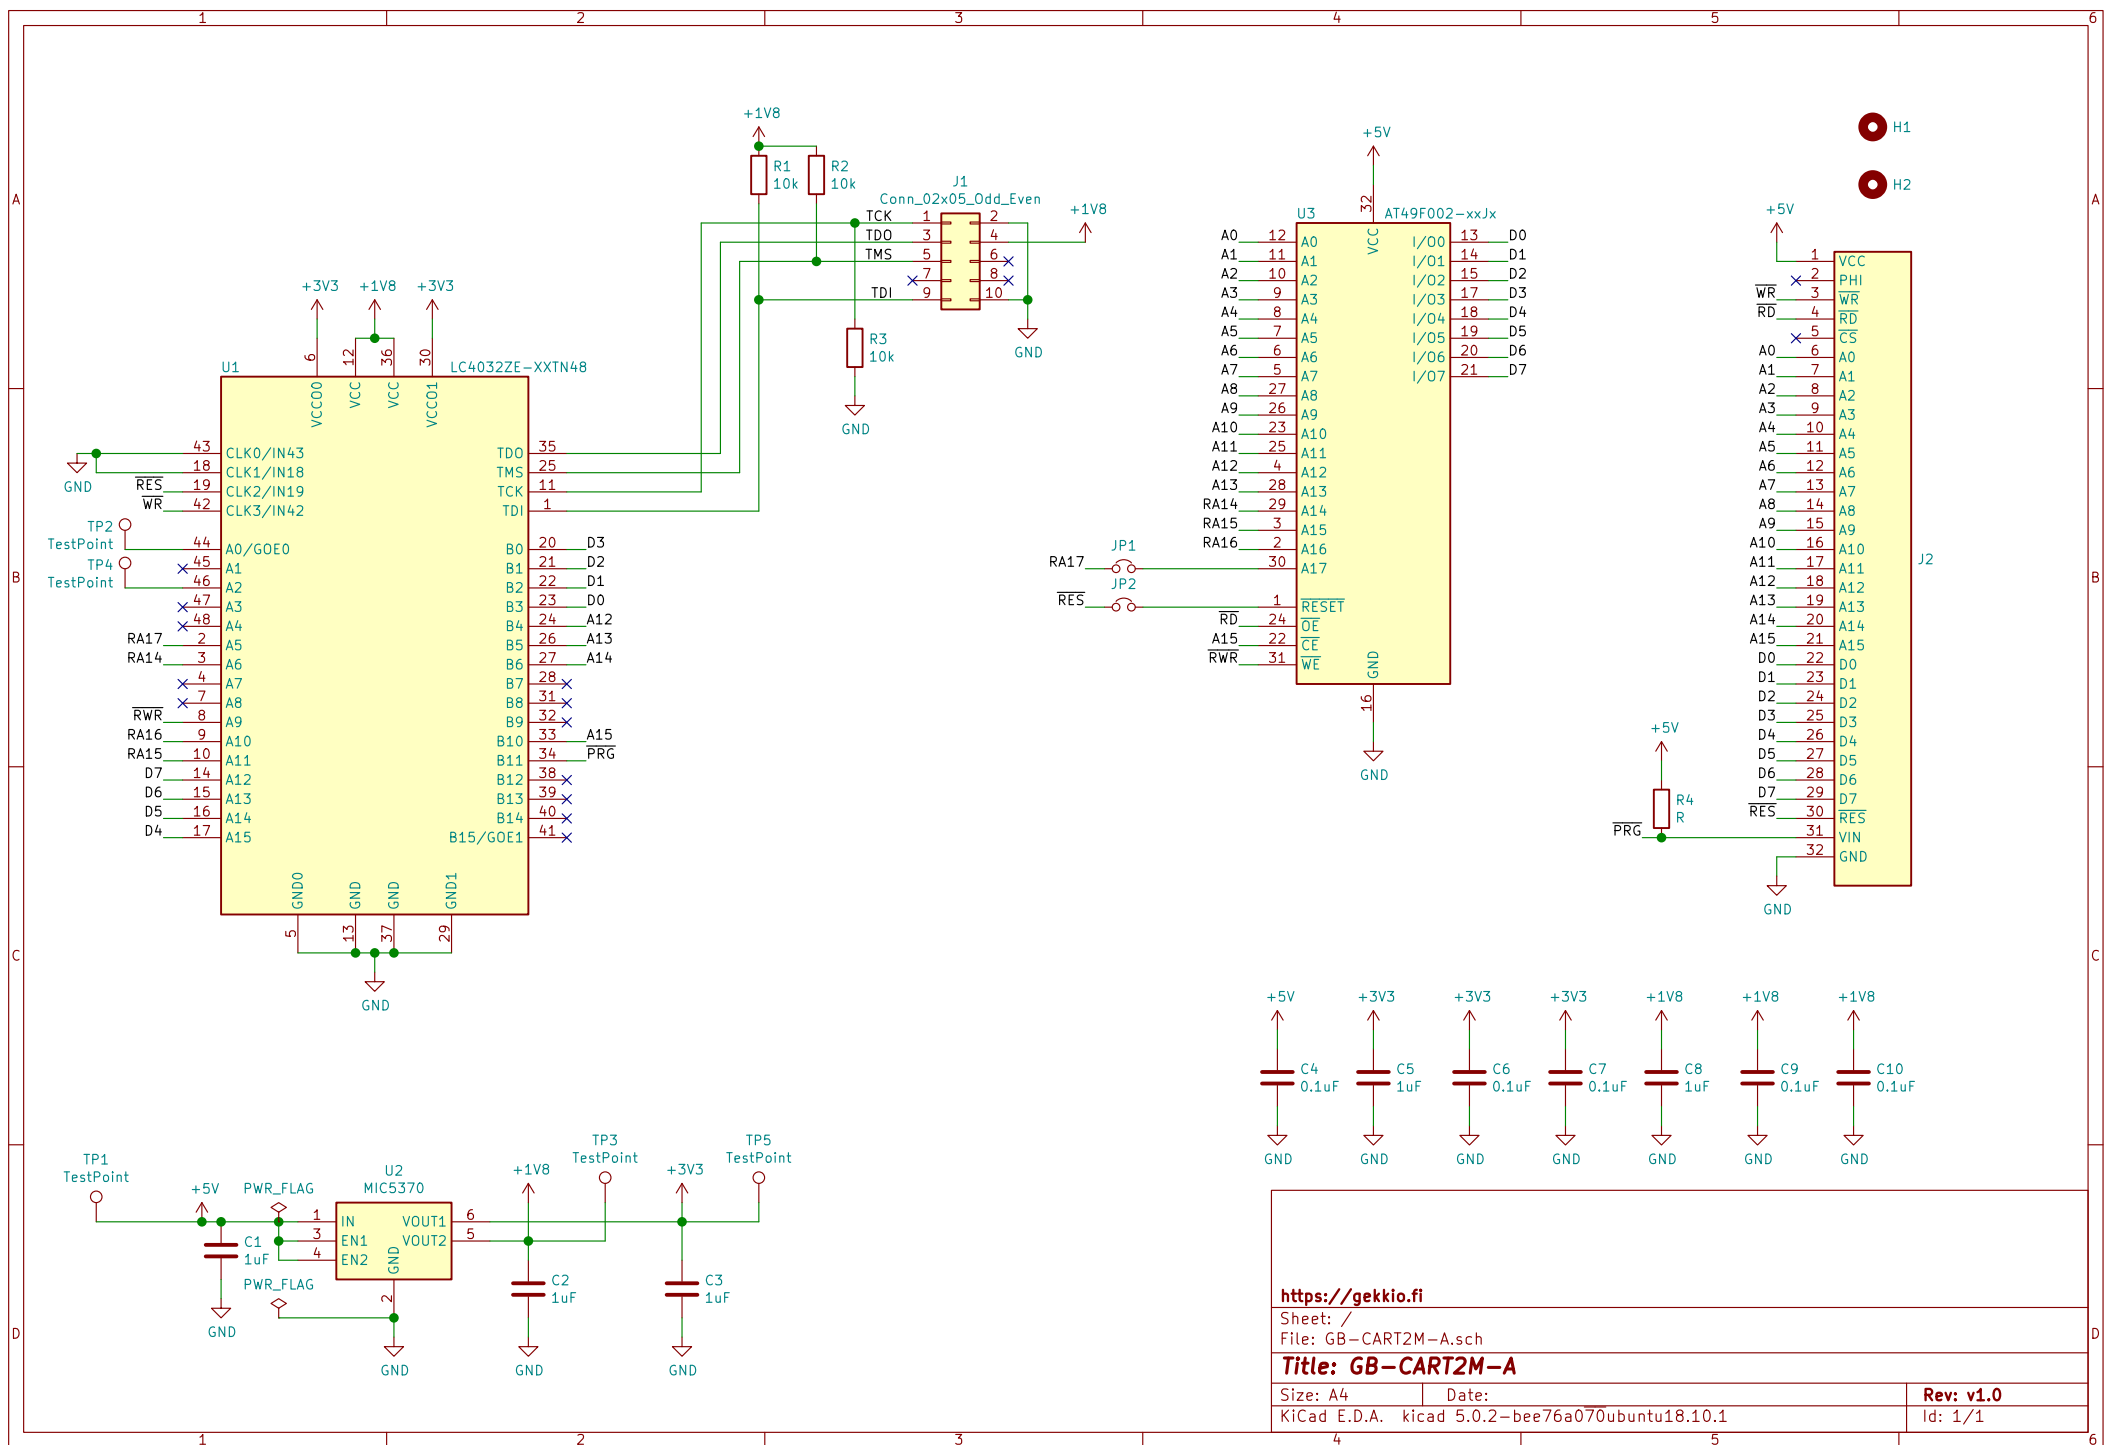 1 2 3 4 5 6
A
B
C
D
A
B
C
D
1 2 3 4 5 6
+3V3
+1V8
+3V3
U1
LC4032ZE-XXTN48
6 VCCO0
12 VCC
36 VCC
30 VCCO1
43 CLK0/IN43
18 CLK1/IN18
RES 19 CLK2/IN19
WR 42 CLK3/IN42
GND
TP2
TestPoint
TP4
TestPoint
44 A0/GOE0
45 A1
46 A2
47 A3
48 A4
RA17 2 A5
RA14 3 A6
4 A7
7 A8
RWR 8 A9
RA16 9 A10
RA15 10 A11
D7 14 A12
D6 15 A13
D5 16 A14
D4 17 A15
TDO 35
TMS 25
TCK 11
TDI 1
B0 20 D3
B1 21 D2
B2 22 D1
B3 23 D0
B4 24 A12
B5 26 A13
B6 27 A14
B7 28
B8 31
B9 32
B10 33 A15
B11 34 PRG
B12 38
B13 39
B14 40
B15/GOE1 41
GND0 5
GND 13
GND 37
GND1 29
GND
+1V8
R1
10k
R2
10k
J1
Conn_02x05_Odd_Even
TCK 1 2
TDO 3 4
TMS 5 6
7 8
TDI 9 10
+1V8
GND
R3
10k
GND
+5V
U3
AT49F002-xxJx
32 VCC
A0 12 A0
A1 11 A1
A2 10 A2
A3 9 A3
A4 8 A4
A5 7 A5
A6 6 A6
A7 5 A7
A8 27 A8
A9 26 A9
A10 23 A10
A11 25 A11
A12 4 A12
A13 28 A13
RA14 29 A14
RA15 3 A15
RA16 2 A16
RA17 JP1 30 A17
RES JP2 1 RESET
RD 24 OE
A15 22 CE
RWR 31 WE
I/O0 13 D0
I/O1 14 D1
I/O2 15 D2
I/O3 17 D3
I/O4 18 D4
I/O5 19 D5
I/O6 20 D6
I/O7 21 D7
GND 16
GND
H1
H2
+5V
J2
1 VCC
2 PHI
WR 3 WR
RD 4 RD
5 CS
A0 6 A0
A1 7 A1
A2 8 A2
A3 9 A3
A4 10 A4
A5 11 A5
A6 12 A6
A7 13 A7
A8 14 A8
A9 15 A9
A10 16 A10
A11 17 A11
A12 18 A12
A13 19 A13
A14 20 A14
A15 21 A15
D0 22 D0
D1 23 D1
D2 24 D2
D3 25 D3
D4 26 D4
D5 27 D5
D6 28 D6
D7 29 D7
RES 30 RES
PRG 31 VIN
32 GND
+5V
R4
R
GND
+5V +3V3 +3V3 +3V3 +1V8 +1V8 +1V8
C4 C5 C6 C7 C8 C9 C10
0.1uF 1uF 0.1uF 0.1uF 1uF 0.1uF 0.1uF
GND GND GND GND GND GND GND
TP1
TestPoint
+5V
PWR_FLAG
U2
MIC5370
1 IN VOUT1 6
3 EN1 VOUT2 5
4 EN2
GND 2
C1
1uF
GND
PWR_FLAG
GND
+1V8
TP3
TestPoint
+3V3
TP5
TestPoint
C2
1uF
GND
C3
1uF
GND
https://gekkio.fi
Sheet: /
File: GB-CART2M-A.sch
Title: GB-CART2M-A
Size: A4 Date: Rev: v1.0
KiCad E.D.A. kicad 5.0.2-bee76a070ubuntu18.10.1 Id: 1/1